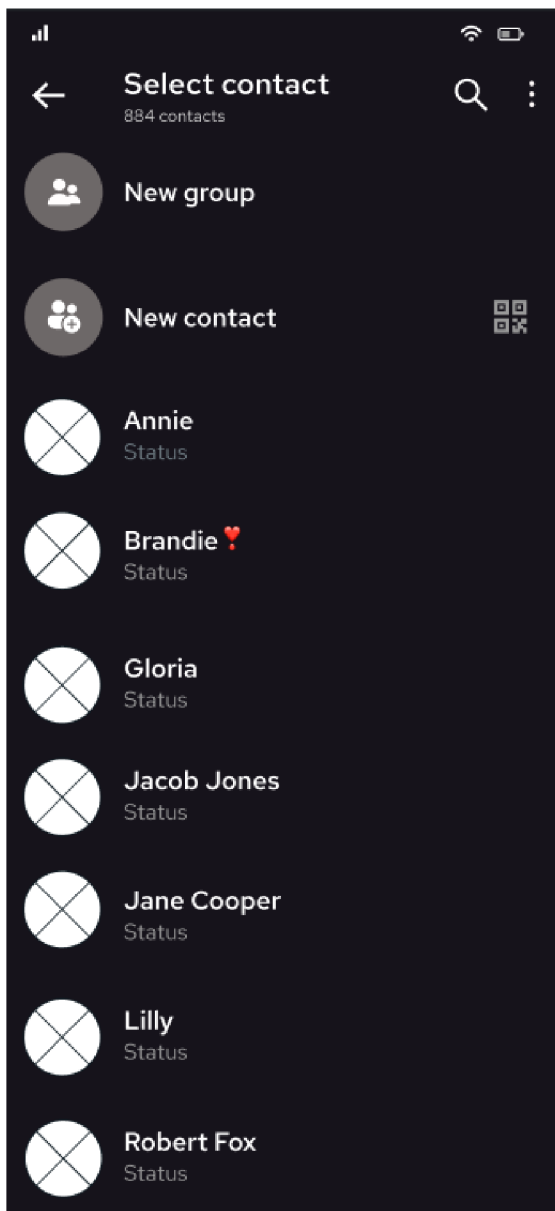 Select contact
884 contacts
New group
New contact
Annie
Status
Brandie❣️
Status
Gloria
Status
Jacob Jones
Status
Jane Cooper
Status
Lilly
Status
Robert Fox
Status